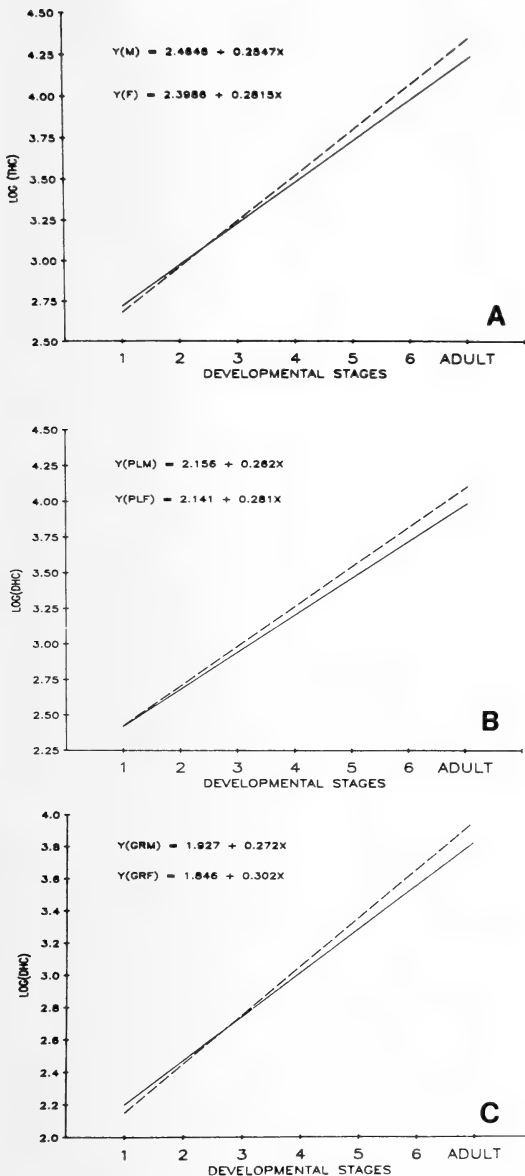 4.50
Y(M) = 2.4648 + 0.2547X
4.25
Y(F) = 2.3986 + 0.2815X
4.00
3.75
LOG (THC)
3.50
3.25
3.00
2.75
2.50
A
1 2 3 4 5 6 ADULT
DEVELOPMENTAL STAGES
4.50
Y(PLM) = 2.156 + 0.262X
4.25
Y(PLF) = 2.141 + 0.281X
4.00
3.75
LOG(DHC)
3.50
3.25
3.00
2.75
2.50
2.25
B
1 2 3 4 5 6 ADULT
DEVELOPMENTAL STAGES
4.0
Y(GRM) = 1.927 + 0.272X
3.8
Y(GRF) = 1.846 + 0.302X
3.6
3.4
3.2
LOG(DHC)
3.0
2.8
2.6
2.4
2.2
2.0
C
1 2 3 4 5 6 ADULT
DEVELOPMENTAL STAGES